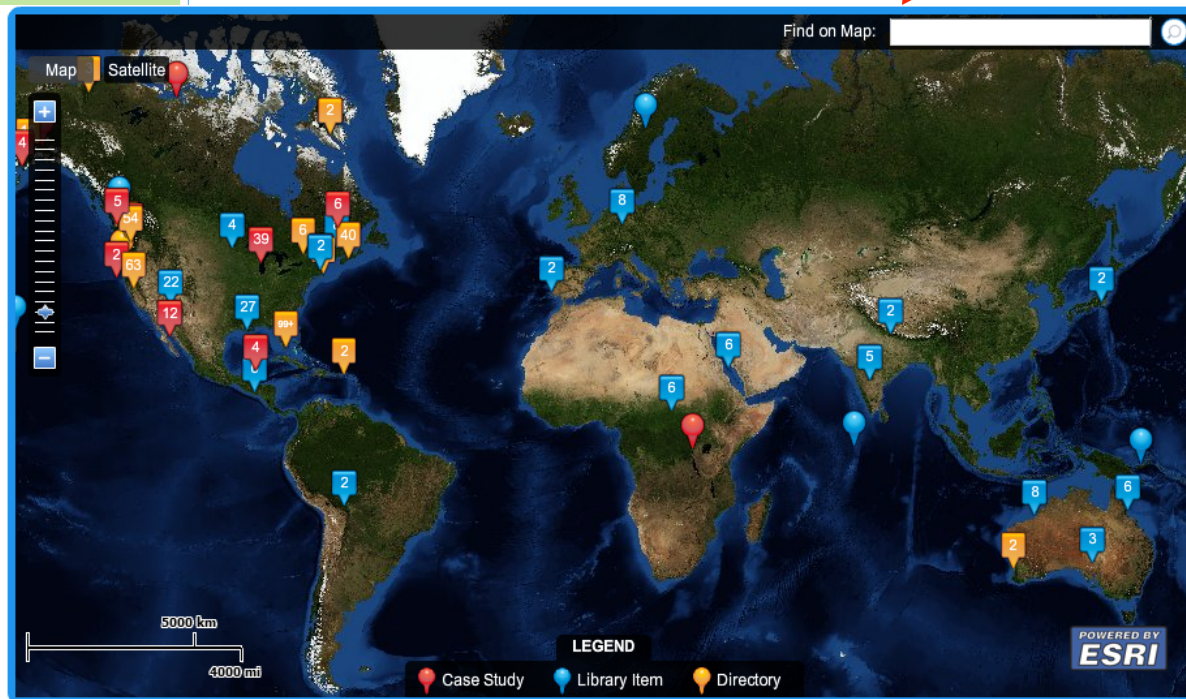 Find on Map:
Map
Satellite
2
4
6
5
54
4
39
6
2
40
2
63
22
12
27
99+
4
2
2
8
2
2
2
6
5
6
8
6
2
3
5000 km
4000 mi
LEGEND
Case Study
Library Item
Directory
POWERED BY
ESRI